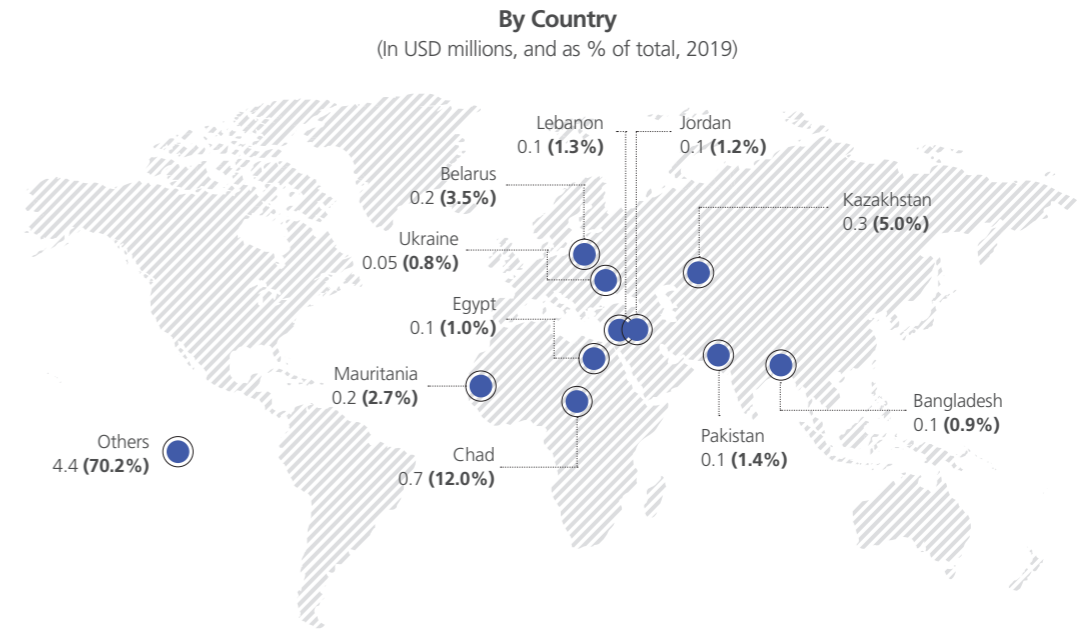 By Country
(In USD millions, and as % of total, 2019)
Lebanon
0.1 (1.3%)
Jordan
0.1 (1.2%)
Belarus
0.2 (3.5%)
Kazakhstan
0.3 (5.0%)
Ukraine
0.05 (0.8%)
Egypt
0.1 (1.0%)
Mauritania
0.2 (2.7%)
Bangladesh
0.1 (0.9%)
Pakistan
0.1 (1.4%)
Others
4.4 (70.2%)
Chad
0.7 (12.0%)